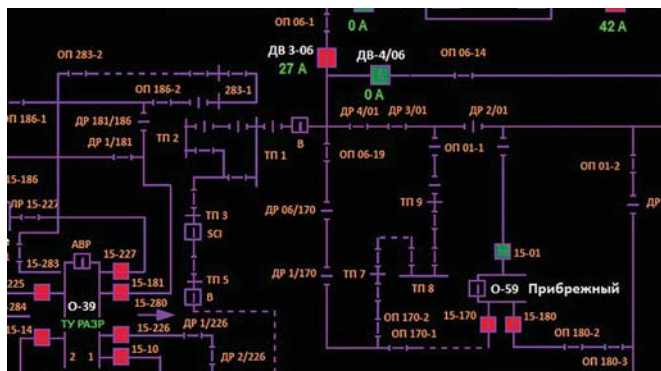 ОП 06-1
0 А
42 А
ДВ 3-06
ДВ-4/06
ОП 06-14
27 А
0 А
ОП 283-2
ОП 186-2
283-1
ОП 186-1
ДР 181/186
ТП 2
ДР 4/01
ДР 3/01
ДР 2/01
ДР 1/181
ТП 1
В
ОП 06-19
ОП 01-1
ОП 01-2
15-186
ДР 15-227
ТП 3
SCI
ДР 06/170
ТП 9
ДР
АВР
15-227
15-01
15-283
ТП 5
ДР 1/170
ТП 7
ТП 8
О-59 Прибрежный
225
О-39
15-181
В
15-284
ТУ РАЗР
15-280
ДР 1/226
ОП 170-2
15-170
15-180
15-14
15-226
ОП 170-1
ОП 180-2
2 1
15-10
ДР 2/226
ОП 180-3